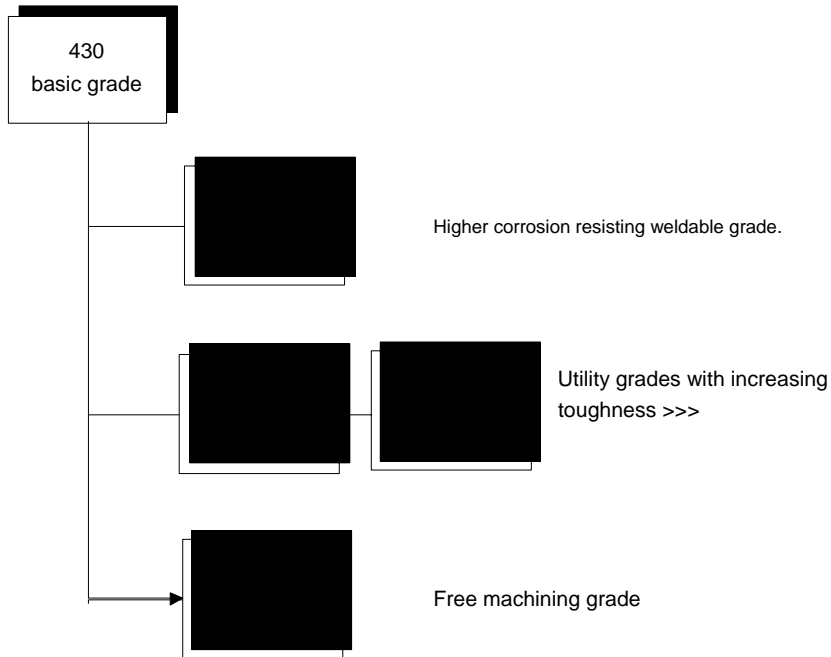 430
basic grade
Higher corrosion resisting weldable grade.
Utility grades with increasing
toughness >>>
Free machining grade